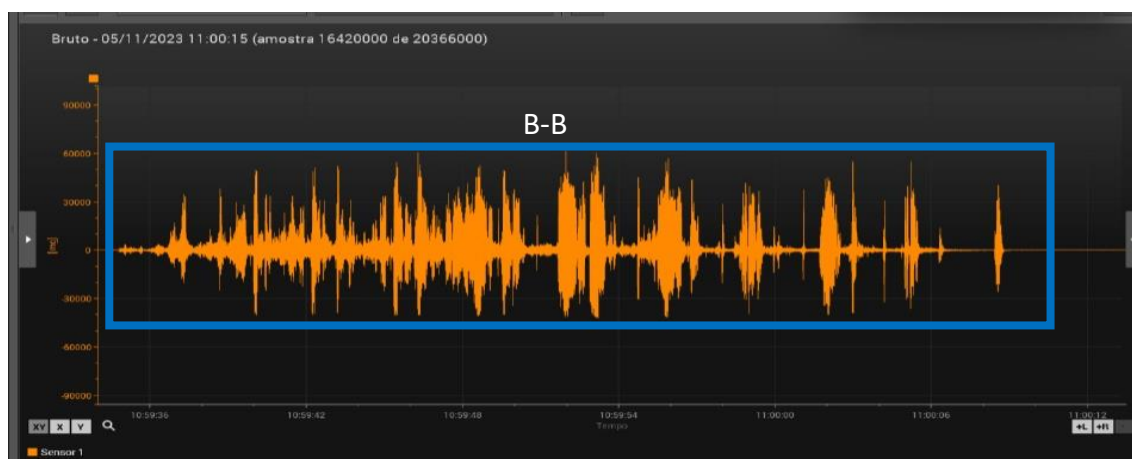 Bruto - 05/11/2023 11:00:15 (amostra 16420000 de 20366000)
B-B
90000
60000
30000
0
-30000
-60000
-90000
[mg]
10:59:36 10:59:42 10:59:48 10:59:54 11:00:00 11:00:06 11:00:12
Tempo
XY X Y +L +R
Sensor 1